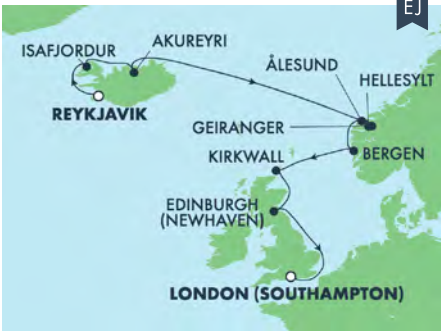 EJ
ISAFJORDUR
AKUREYRI
REYKJAVIK
ÅLESUND
HELLESYLT
GEIRANGER
BERGEN
KIRKWALL
EDINBURGH
(NEWHAVEN)
LONDON (SOUTHAMPTON)